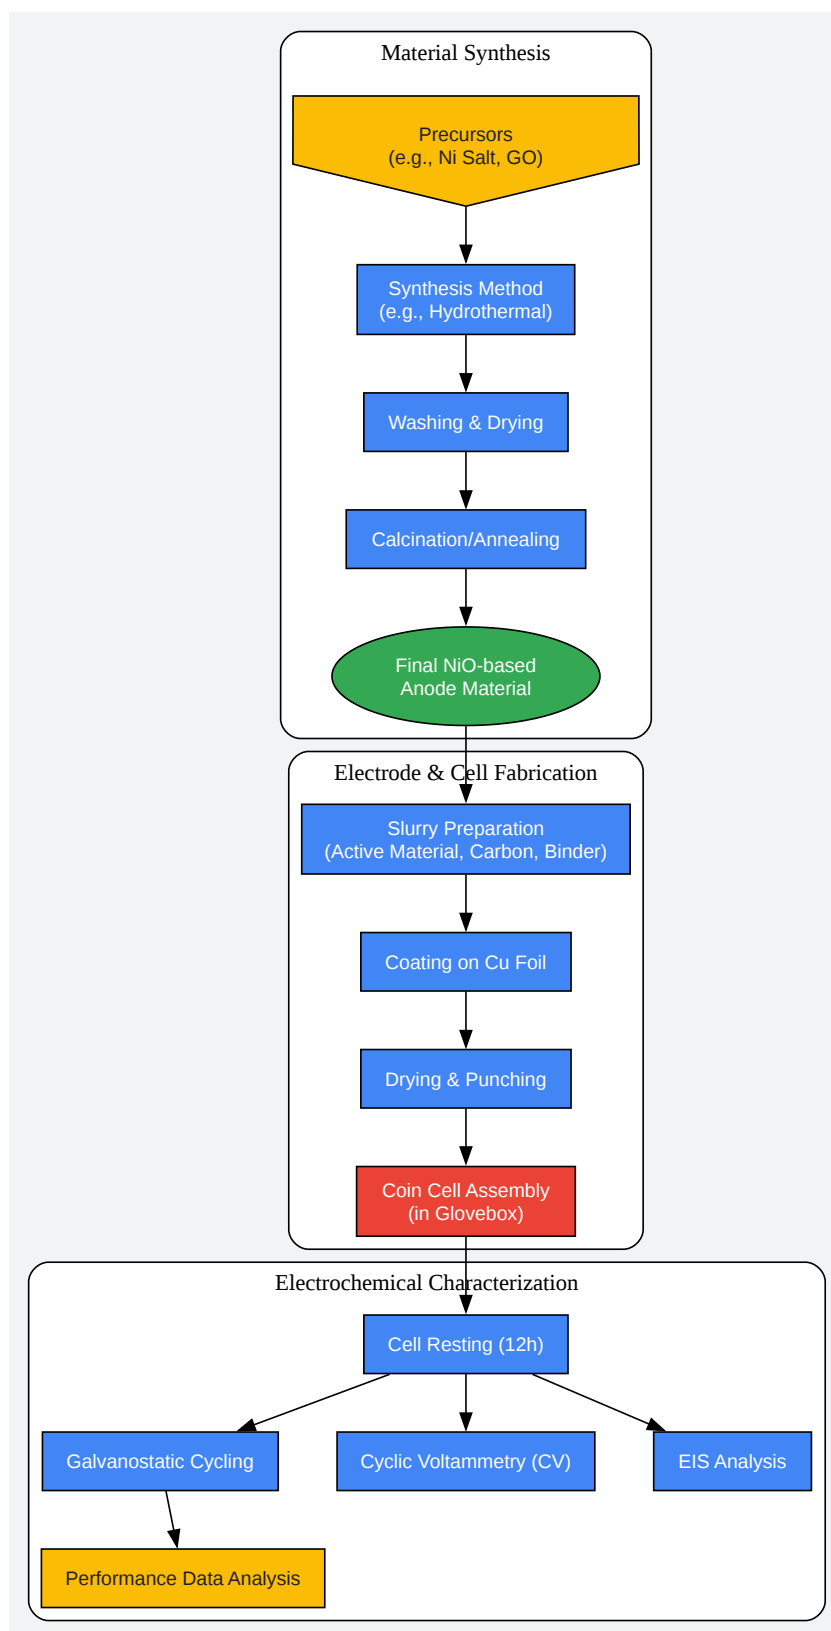 Material Synthesis
Precursors
(e.g., Ni Salt, GO)
Synthesis Method
(e.g., Hydrothermal)
Washing & Drying
Calcination/Annealing
Final NiO-based
Anode Material
Electrode & Cell Fabrication
Slurry Preparation
(Active Material, Carbon, Binder)
Coating on Cu Foil
Drying & Punching
Coin Cell Assembly
(in Glovebox)
Electrochemical Characterization
Cell Resting (12h)
Galvanostatic Cycling
Cyclic Voltammetry (CV)
EIS Analysis
Performance Data Analysis